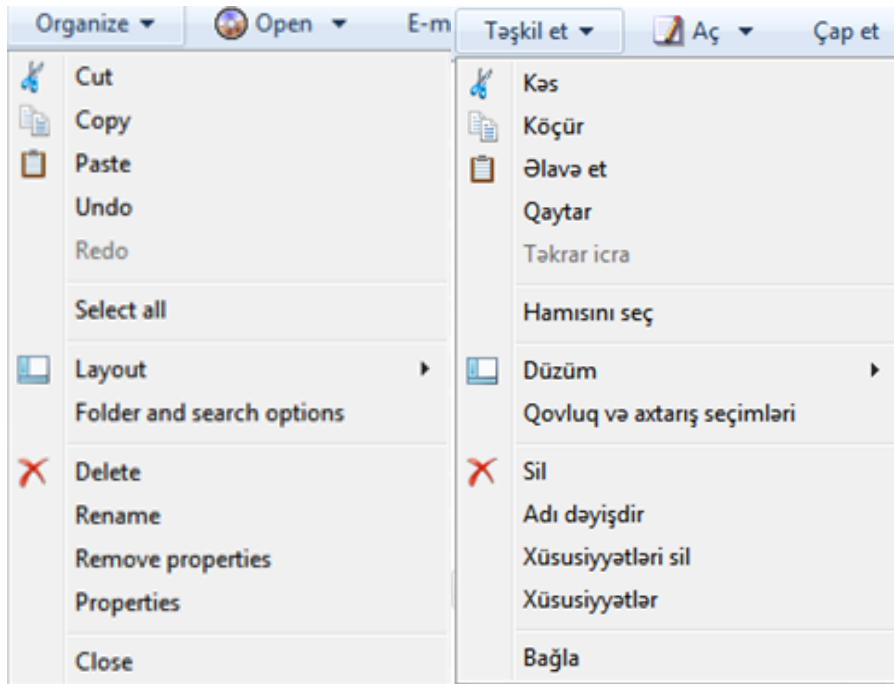 Organize Open E-m
Cut
Copy
Paste
Undo
Redo
Select all
Layout
Folder and search options
Delete
Rename
Remove properties
Properties
Close
Təşkil et Aç Çap et
Kəs
Köçür
Əlavə et
Qaytar
Təkrar icra
Hamısını seç
Düzüm
Qovluq və axtarış seçimləri
Sil
Adı dəyişdir
Xüsusiyyətləri sil
Xüsusiyyətlər
Bağla